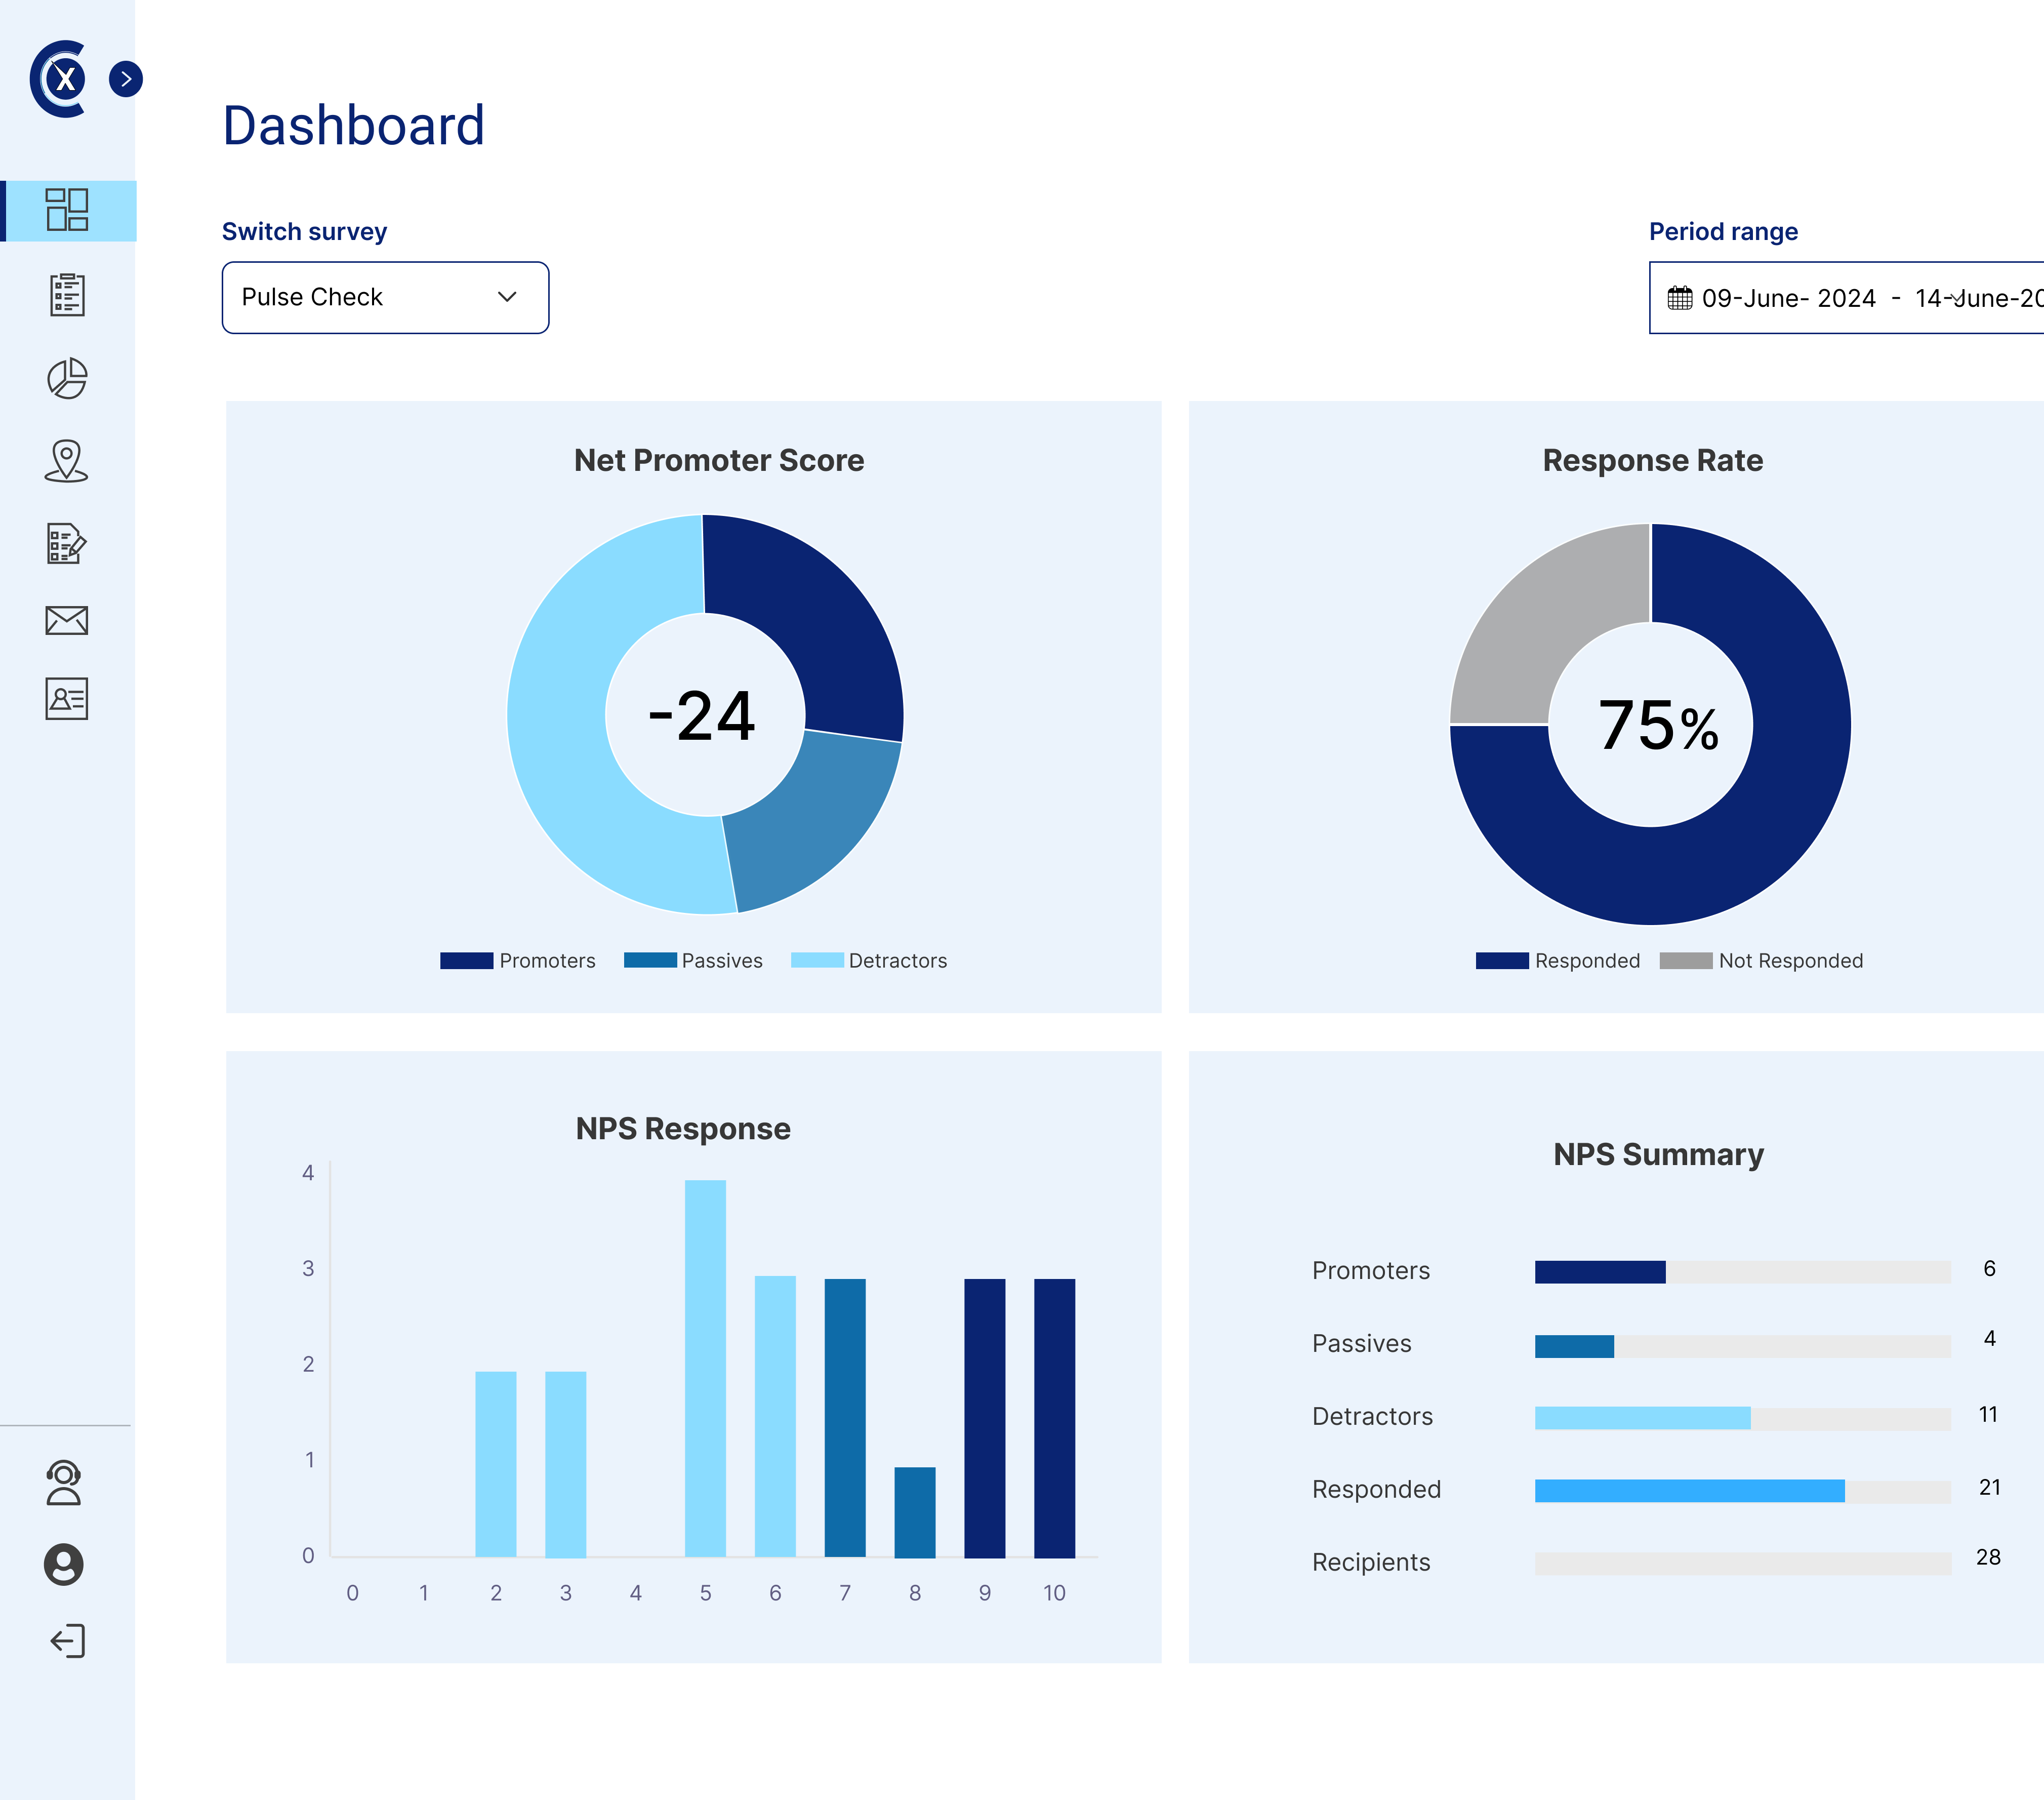 X
Dashboard
Switch survey
Period range
Pulse Check
09-June- 2024 - 14-June-20
Net Promoter Score
-24
Promoters Passives Detractors
Response Rate
75%
Responded Not Responded
NPS Response
4
3
2
1
0
0 1 2 3 4 5 6 7 8 9 10
NPS Summary
Promoters 6
Passives 4
Detractors 11
Responded 21
Recipients 28